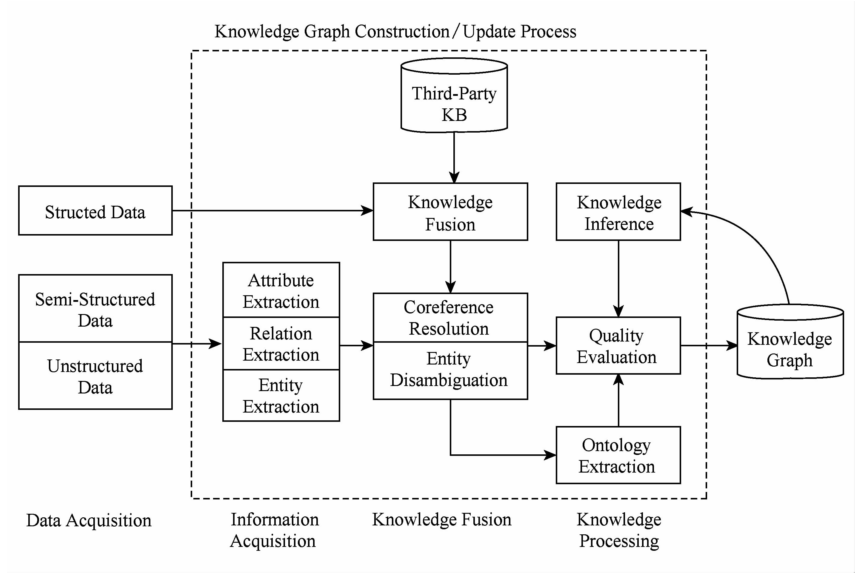 Knowledge Graph Construction/Update Process
Third-Party
KB
Structed Data
Knowledge
Fusion
Knowledge
Inference
Semi-Structured
Data
Unstructured
Data
Attribute
Extraction
Relation
Extraction
Entity
Extraction
Coreference
Resolution
Entity
Disambiguation
Quality
Evaluation
Knowledge
Graph
Ontology
Extraction
Data Acquisition
Information
Acquisition
Knowledge Fusion
Knowledge
Processing